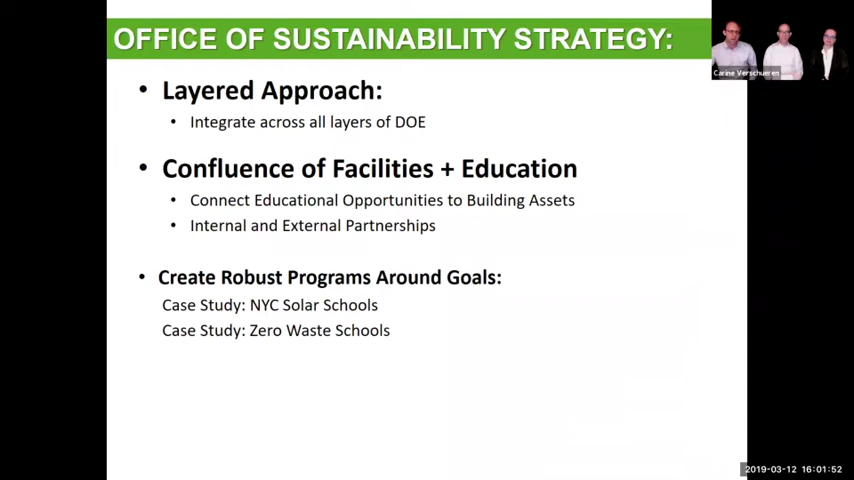 OFFICE OF SUSTAINABILITY STRATEGY:
Carine Verschueren
• Layered Approach:
• Integrate across all layers of DOE
• Confluence of Facilities + Education
• Connect Educational Opportunities to Building Assets
• Internal and External Partnerships
• Create Robust Programs Around Goals:
Case Study: NYC Solar Schools
Case Study: Zero Waste Schools
2019-03-12 16:01:52